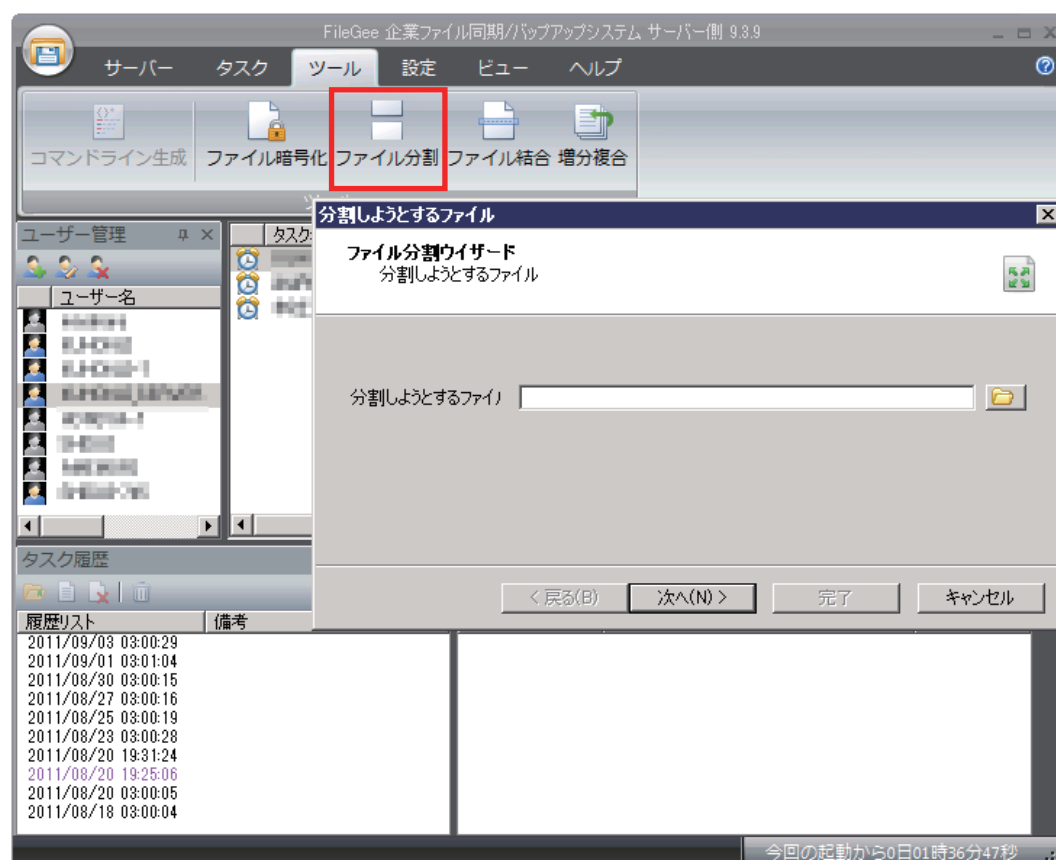 FileGee 企業ファイル同期/バップアップシステム サーバー側 9.3.9
サーバー タスク ツール 設定 ビュー ヘルプ
コマンドライン生成 ファイル暗号化 ファイル分割 ファイル結合 増分複合
分割しようとするファイル
ユーザー管理
ファイル分割ウイザード
分割しようとするファイル
ユーザー名
分割しようとするファイル
タスク履歴
< 戻る(B) 次へ(N) > 完了 キャンセル
履歴リスト 備考
2011/09/03 03:00:29
2011/09/01 03:01:04
2011/08/30 03:00:15
2011/08/27 03:00:16
2011/08/25 03:00:19
2011/08/23 03:00:28
2011/08/20 19:31:24
2011/08/20 19:25:06
2011/08/20 03:00:05
2011/08/18 03:00:04
今回の起動から0日01時36分47秒